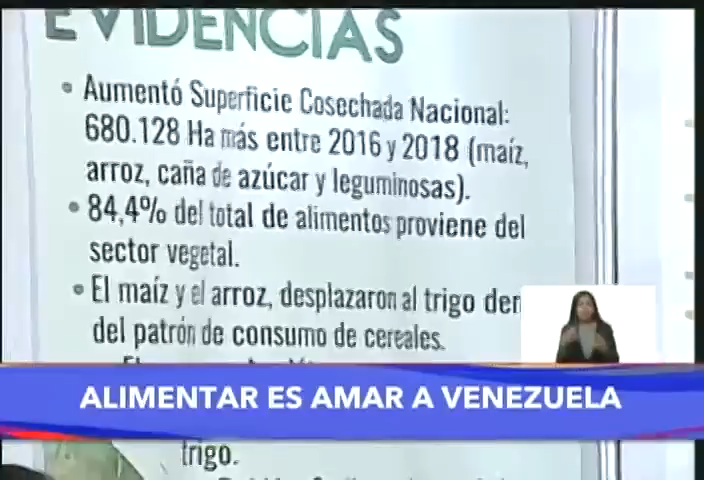 EVIDENCIAS
• Aumentó Superficie Cosechada Nacional:
680.128 Ha más entre 2016 y 2018 (maíz,
arroz, caña de azúcar y leguminosas).
• 84,4% del total de alimentos proviene del
sector vegetal.
• El maíz y el arroz, desplazaron al trigo
del patrón de consumo de cereales.
ALIMENTAR ES AMAR A VENEZUELA
trigo.